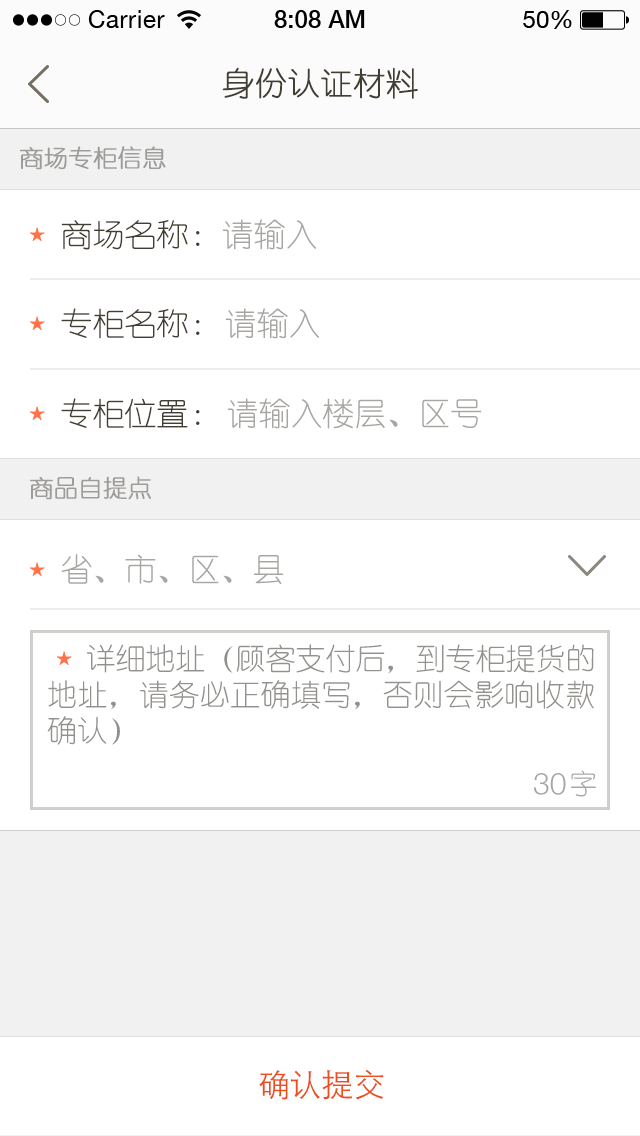 Carrier 8:08 AM 50%
身份认证材料
商场专柜信息
★ 商场名称：请输入
★ 专柜名称：请输入
★ 专柜位置：请输入楼层、区号
商品自提点
★ 省、市、区、县
★ 详细地址（顾客支付后，到专柜提货的
地址，请务必正确填写，否则会影响收款
确认）
30字
确认提交